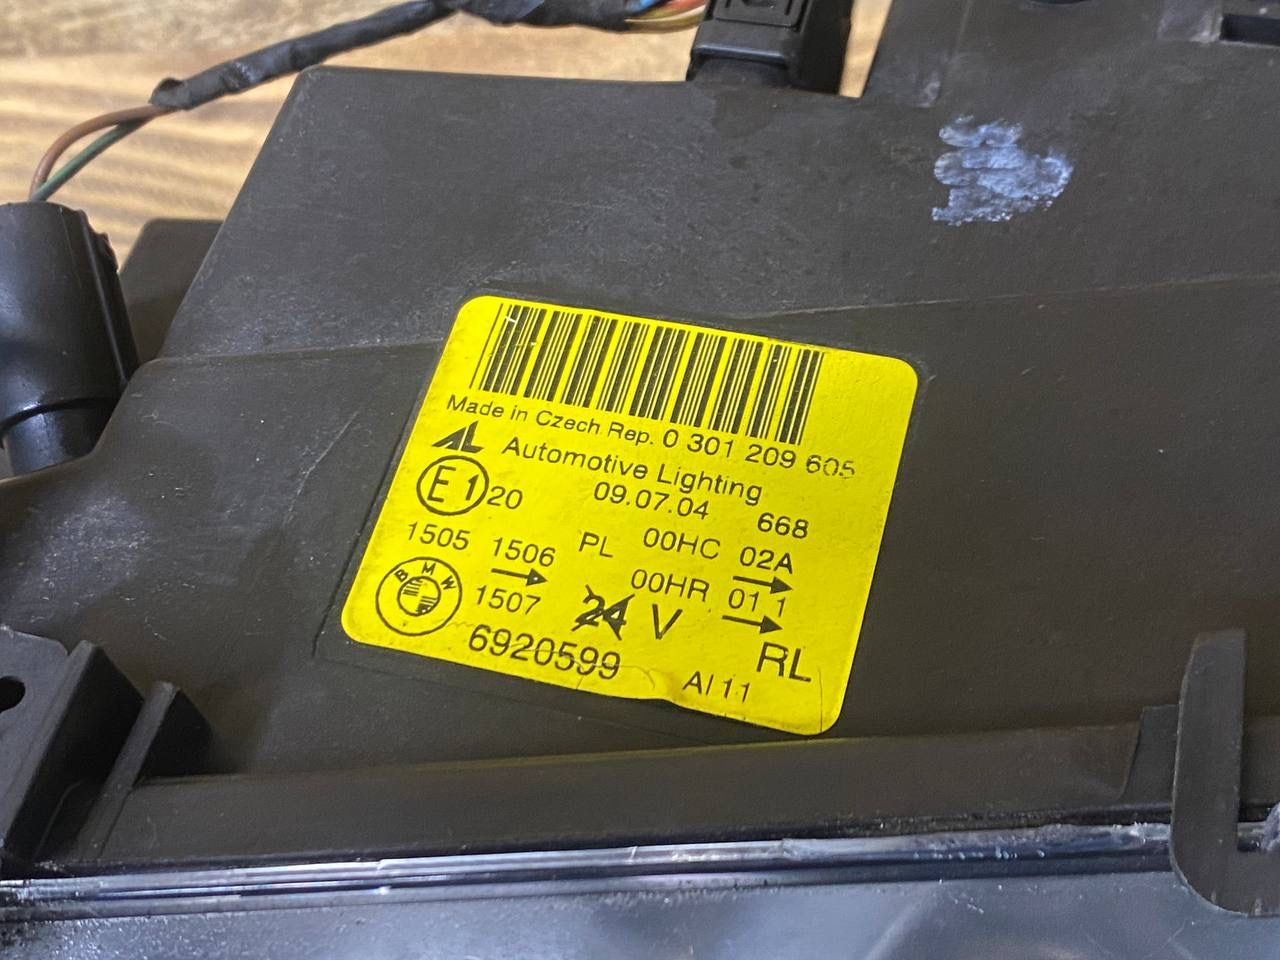 Made in Czech Rep. 0 301 209 605
AL Automotive Lighting
E1 20 09.07.04 668
1505 1506 PL 00HC 02A
1507 00HR 01 1
BMW 24 V
6920599 AI 11 RL